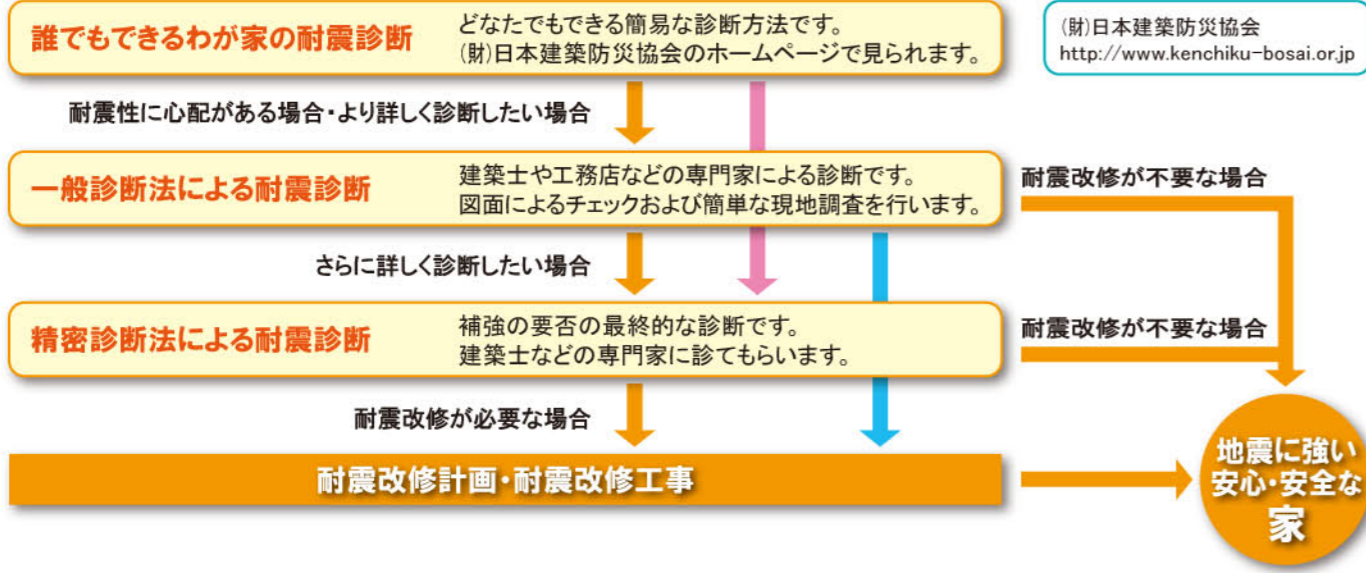 誰でもできるわが家の耐震診断
どなたでもできる簡易な診断方法です。
(財)日本建築防災協会のホームページで見られます。
(財)日本建築防災協会
http://www.kenchiku-bosai.or.jp
耐震性に心配がある場合・より詳しく診断したい場合
一般診断法による耐震診断
建築士や工務店などの専門家による診断です。
図面によるチェックおよび簡単な現地調査を行います。
耐震改修が不要な場合
さらに詳しく診断したい場合
精密診断法による耐震診断
補強の要否の最終的な診断です。
建築士などの専門家に診てもらいます。
耐震改修が不要な場合
耐震改修が必要な場合
耐震改修計画・耐震改修工事
地震に強い
安心・安全な
家